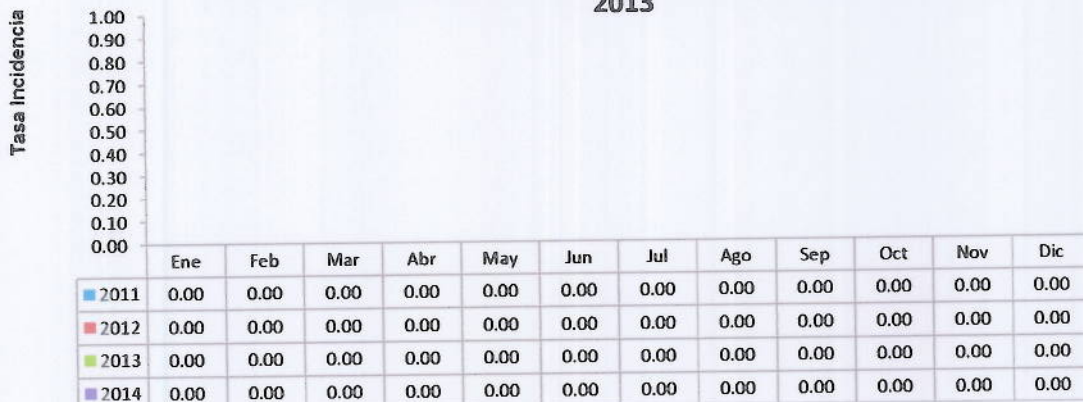 2013
Tasa Incidencia
1.00
0.90
0.80
0.70
0.60
0.50
0.40
0.30
0.20
0.10
0.00
Ene Feb Mar Abr May Jun Jul Ago Sep Oct Nov Dic
2011 0.00 0.00 0.00 0.00 0.00 0.00 0.00 0.00 0.00 0.00 0.00 0.00
2012 0.00 0.00 0.00 0.00 0.00 0.00 0.00 0.00 0.00 0.00 0.00 0.00
2013 0.00 0.00 0.00 0.00 0.00 0.00 0.00 0.00 0.00 0.00 0.00 0.00
2014 0.00 0.00 0.00 0.00 0.00 0.00 0.00 0.00 0.00 0.00 0.00 0.00